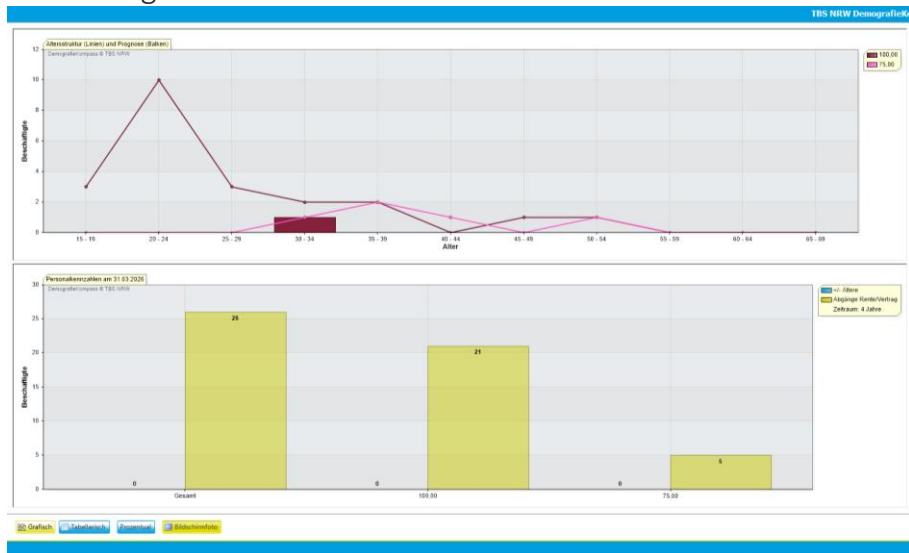 TBS NRW DemografieKo
Altersstruktur (Linien) und Prognose (Balken)
Demografiekompass © TBS NRW
12
10
8
6
4
2
0
Beschäftigte
15 - 19
20 - 24
25 - 29
30 - 34
35 - 39
40 - 44
45 - 49
50 - 54
55 - 59
60 - 64
65 - 69
Alter
100,00
75,00
Personalkennzahlen am 31.03.2026
Demografiekompass © TBS NRW
30
25
20
15
10
5
0
Beschäftigte
0
26
0
21
0
5
Gesamt
100,00
75,00
+/- Ältere
Abgänge Rente/Vertrag
Zeitraum: 4 Jahre
Grafisch
Tabellarisch
Prozentual
Bildschirmfoto